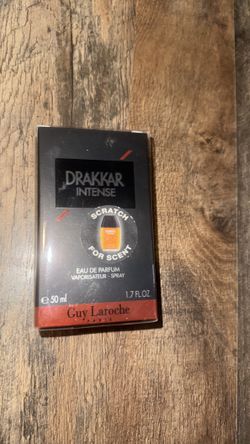 DRAKKAR
INTENSE
SCRATCH
FOR SCENT
EAU DE PARFUM
VAPORISATEUR - SPRAY
℮ 50 ml 1.7 FL.OZ.
Guy Laroche
PARIS